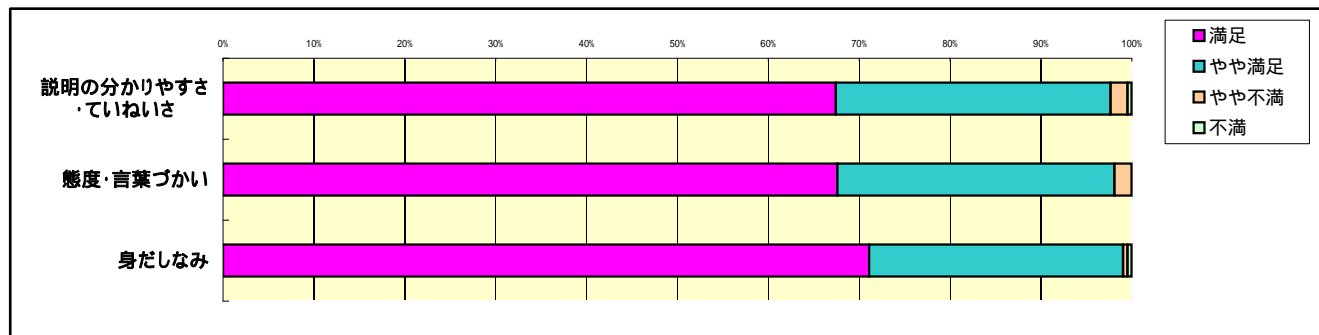 0% 10% 20% 30% 40% 50% 60% 70% 80% 90% 100%
満足
やや満足
やや不満
不満
説明の分かりやすさ
・ていねいさ
態度・言葉づかい
身だしなみ